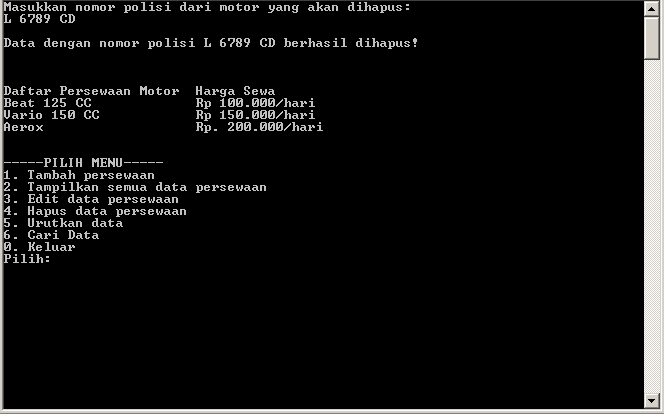 Masukkan nomor polisi dari motor yang akan dihapus:
L 6789 CD
Data dengan nomor polisi L 6789 CD berhasil dihapus!
Daftar Persewaan Motor  Harga Sewa
Beat 125 CC             Rp 100.000/hari
Vario 150 CC            Rp 150.000/hari
Aerox                   Rp. 200.000/hari
-----PILIH MENU-----
1. Tambah persewaan
2. Tampilkan semua data persewaan
3. Edit data persewaan
4. Hapus data persewaan
5. Urutkan data
6. Cari Data
0. Keluar
Pilih: